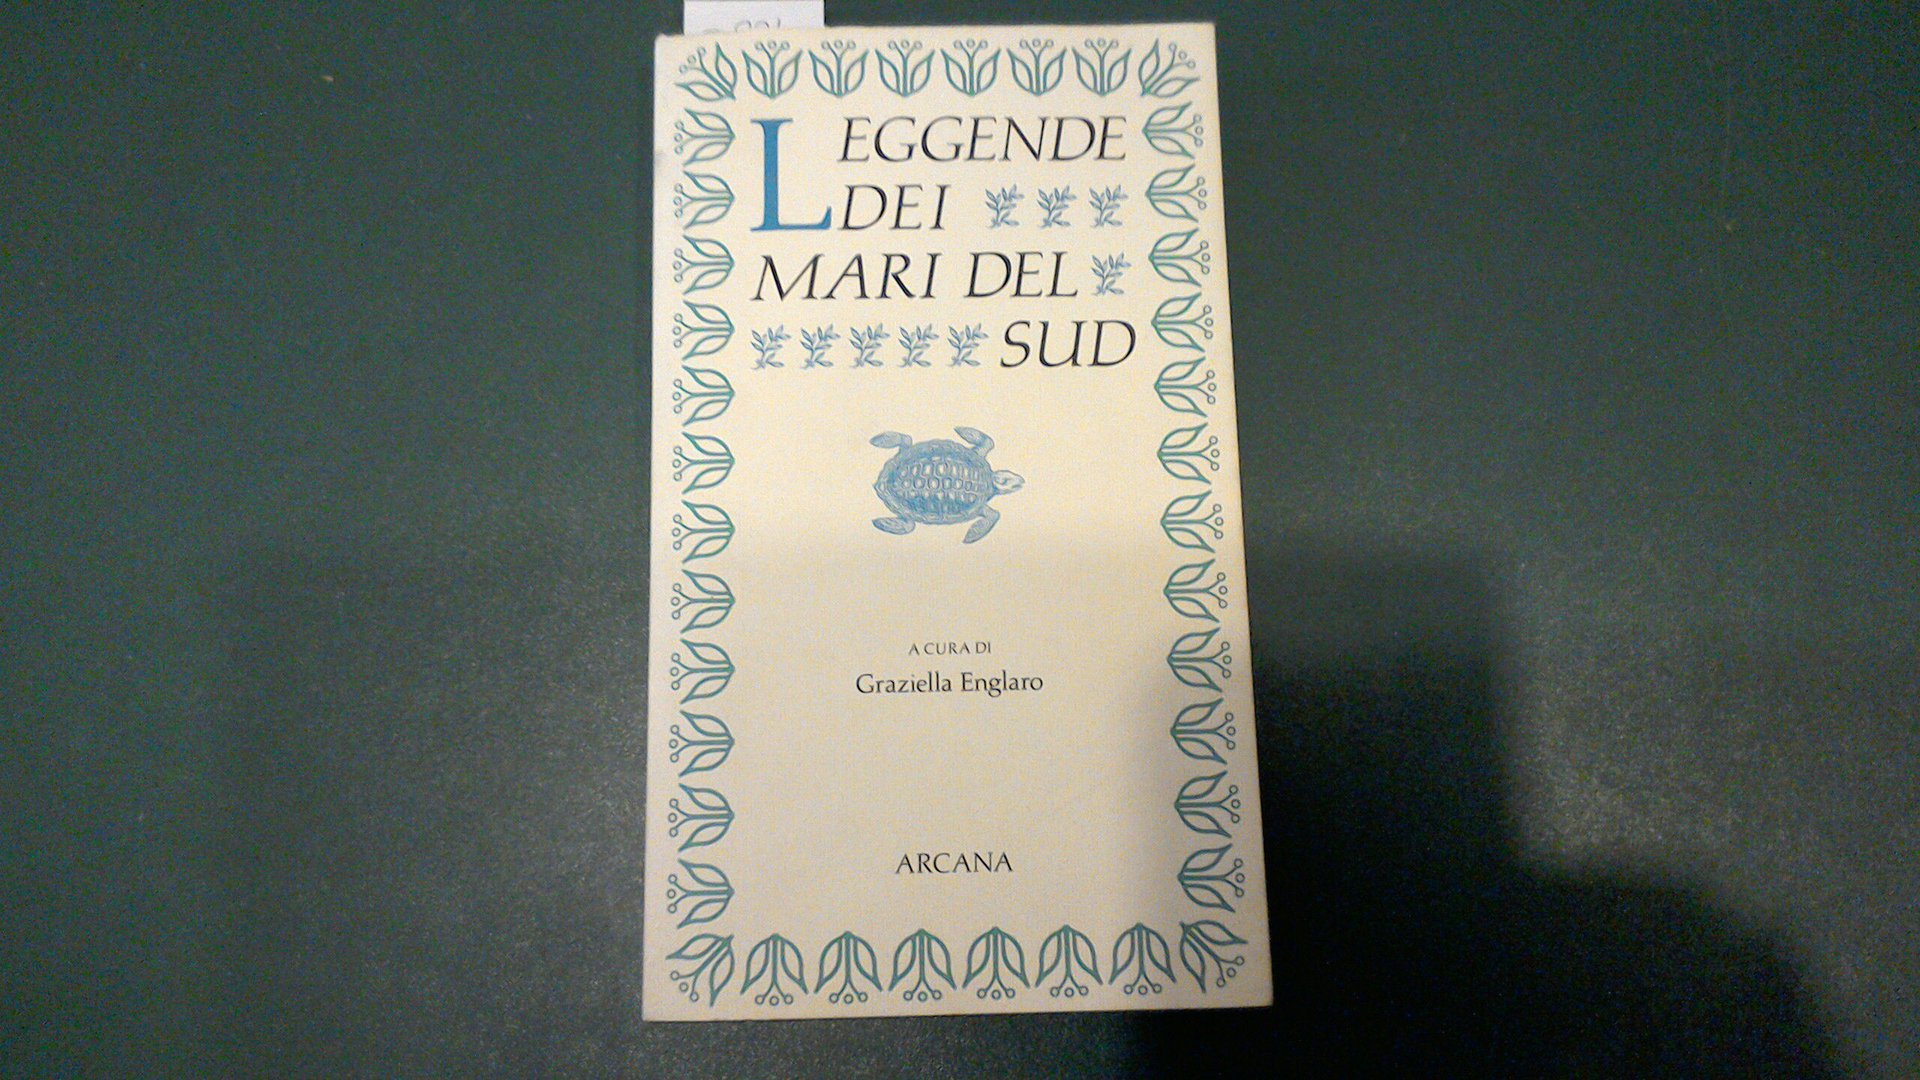 LEGGENDE
DEI
MARI DEL
SUD
A CURA DI
Graziella Englaro
ARCANA